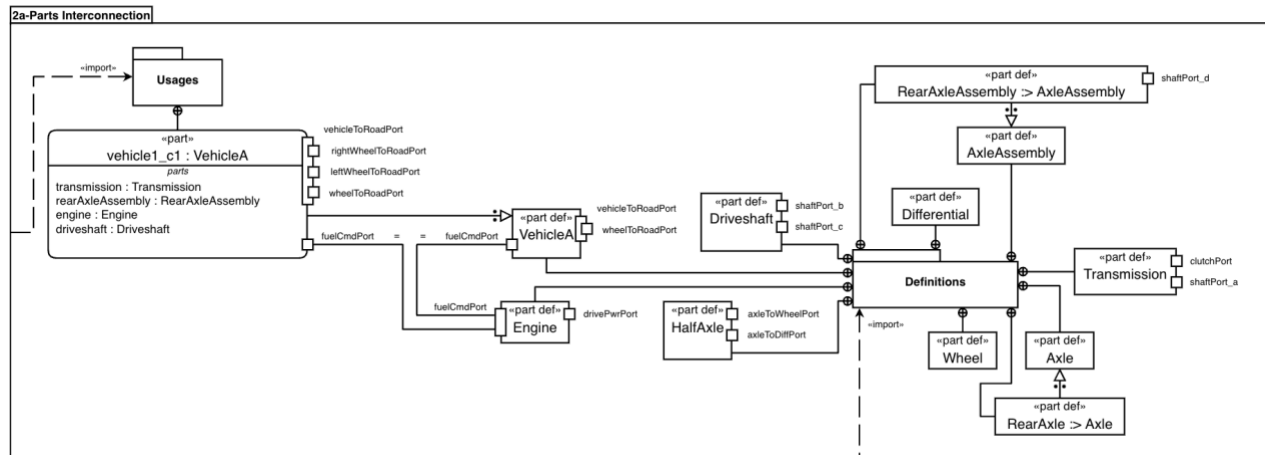 2a-Parts Interconnection
«import»
Usages
«part»
vehicle1_c1 : VehicleA
parts
transmission : Transmission
rearAxleAssembly : RearAxleAssembly
engine : Engine
driveshaft : Driveshaft
vehicleToRoadPort
rightWheelToRoadPort
leftWheelToRoadPort
wheelToRoadPort
fuelCmdPort
=
=
fuelCmdPort
«part def»
VehicleA
vehicleToRoadPort
wheelToRoadPort
fuelCmdPort
«part def»
Engine
drivePwrPort
«part def»
Driveshaft
shaftPort_b
shaftPort_c
«part def»
HalfAxle
axleToWheelPort
axleToDiffPort
«part def»
RearAxleAssembly :> AxleAssembly
shaftPort_d
«part def»
AxleAssembly
«part def»
Differential
Definitions
«import»
«part def»
Transmission
clutchPort
shaftPort_a
«part def»
Wheel
«part def»
Axle
«part def»
RearAxle :> Axle